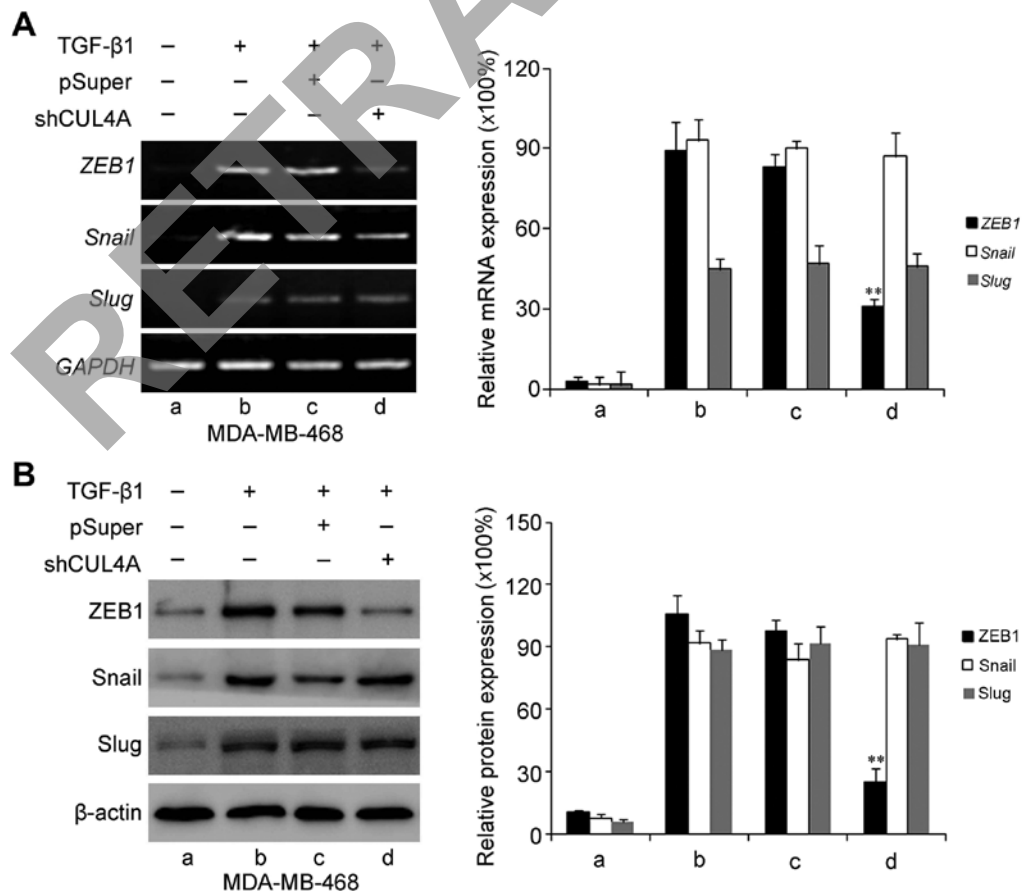 A
TGF-β1 – + + +
pSuper – – + –
shCUL4A – – – +
ZEB1
Snail
Slug
GAPDH
a b c d
MDA-MB-468
Relative mRNA expression (x100%)
120
90
60
30
0
a b c d
ZEB1
Snail
Slug
B
TGF-β1 – + + +
pSuper – – + –
shCUL4A – – – +
ZEB1
Snail
Slug
β-actin
a b c d
MDA-MB-468
Relative protein expression (x100%)
150
120
90
60
30
0
a b c d
**
**
ZEB1
Snail
Slug
RETRA